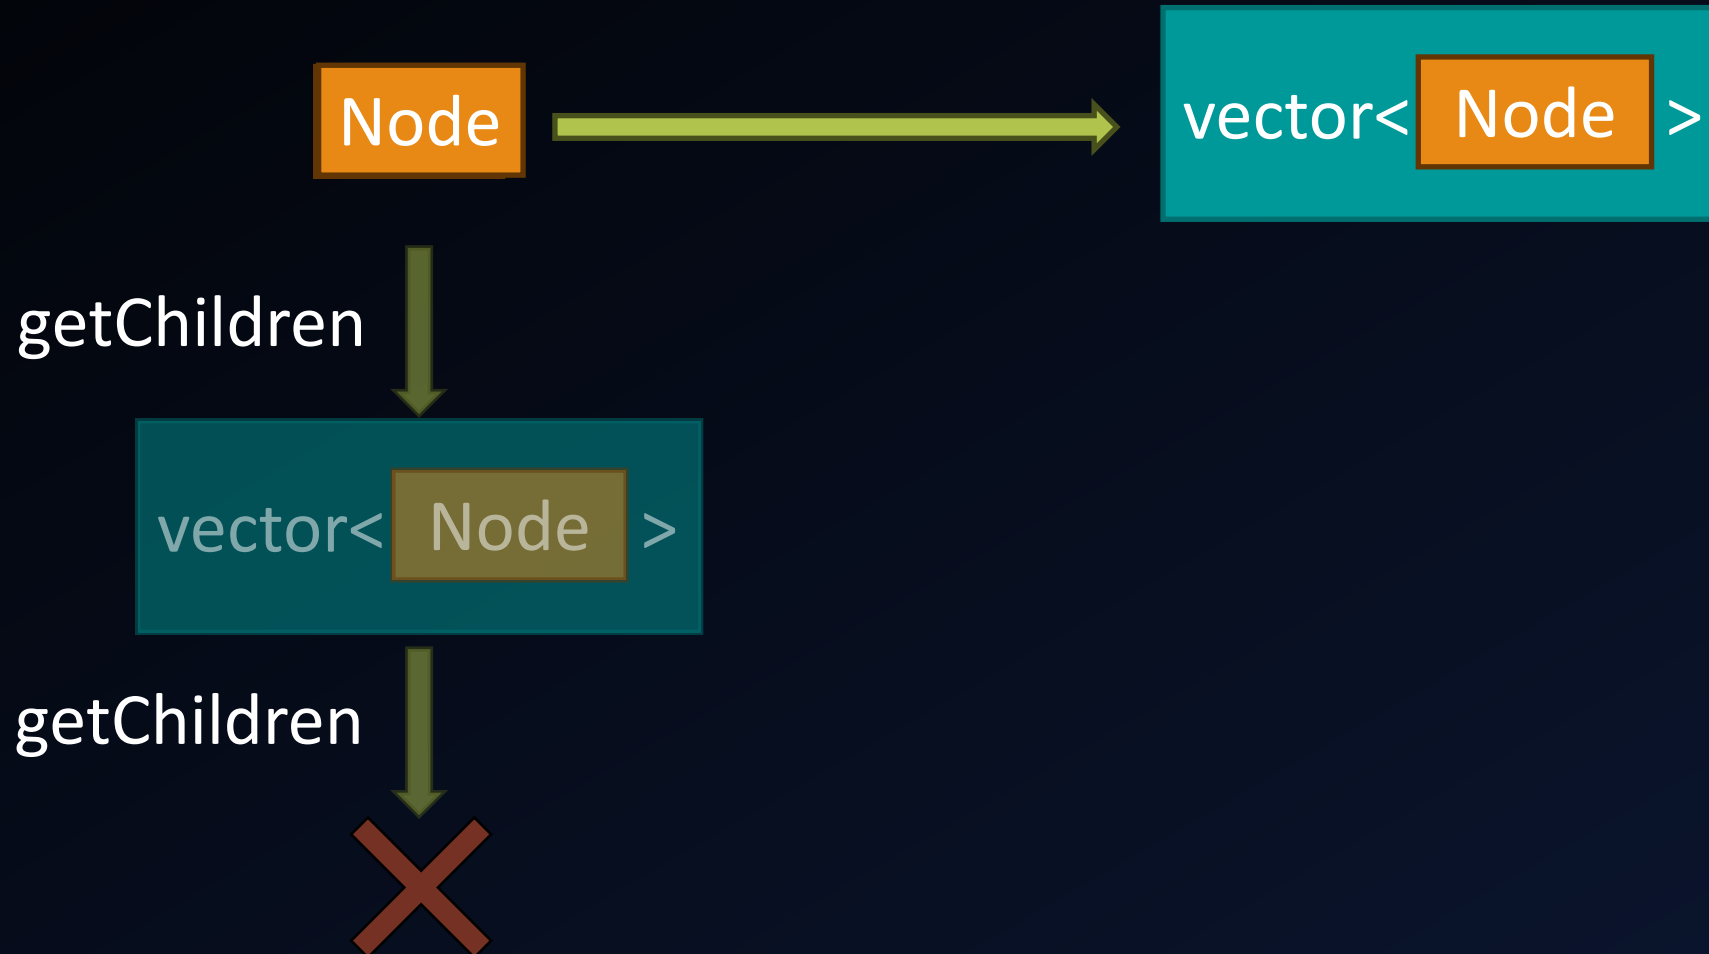 Node
vector< Node >
getChildren
vector< Node >
getChildren